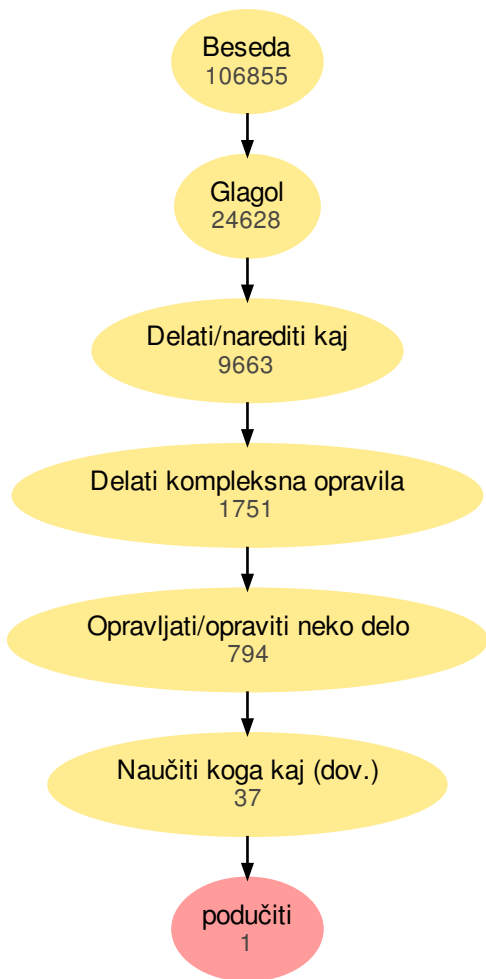 Beseda
106855
Glagol
24628
Delati/narediti kaj
9663
Delati kompleksna opravila
1751
Opravljati/opraviti neko delo
794
Naučiti koga kaj (dov.)
37
podučiti
1